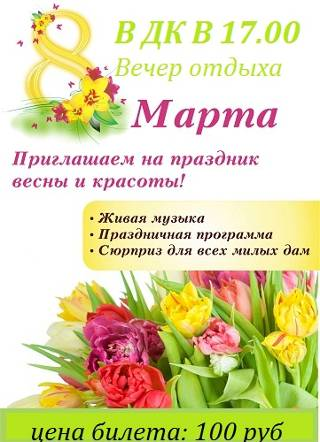 В ДК В 17.00
Вечер отдыха
8 Марта
Приглашаем на праздник
весны и красоты!
• Живая музыка
• Праздничная программа
• Сюрприз для всех милых дам
цена билета: 100 руб